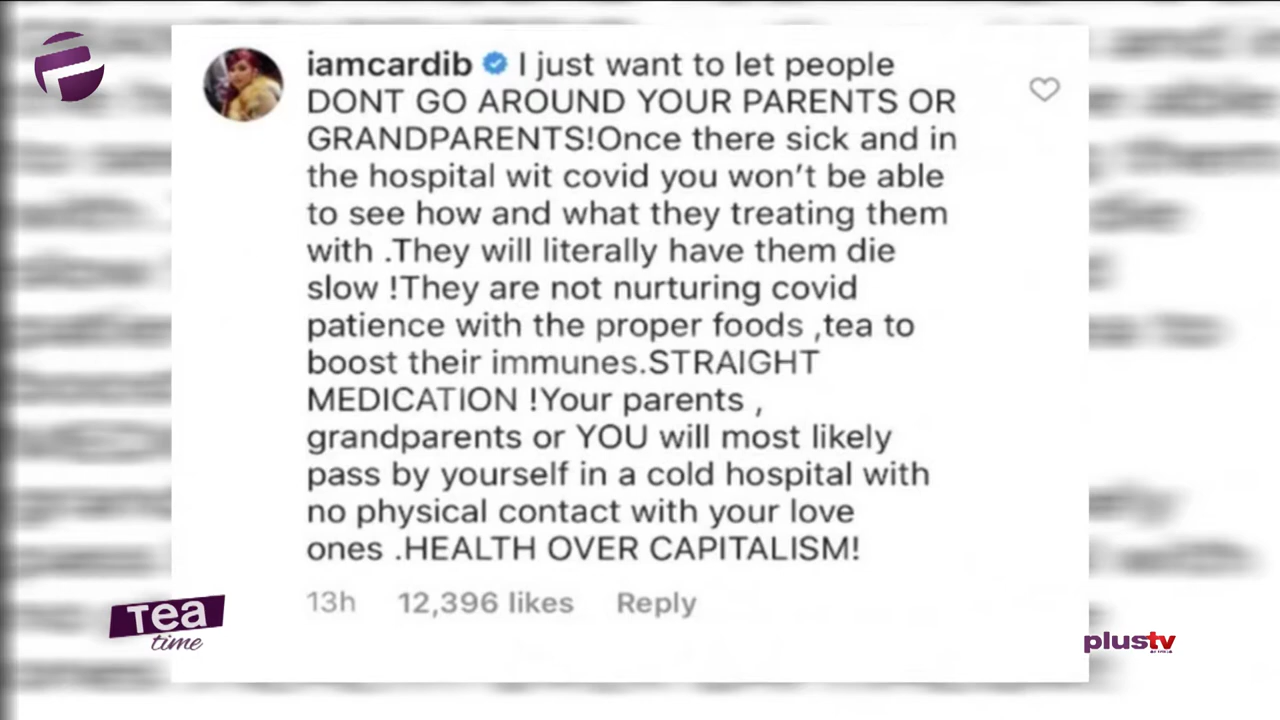 iamcardib I just want to let people
DONT GO AROUND YOUR PARENTS OR
GRANDPARENTS!Once there sick and in
the hospital wit covid you won't be able
to see how and what they treating them
with .They will literally have them die
slow !They are not nurturing covid
patience with the proper foods ,tea to
boost their immunes.STRAIGHT
MEDICATION !Your parents ,
grandparents or YOU will most likely
pass by yourself in a cold hospital with
no physical contact with your love
ones .HEALTH OVER CAPITALISM!
13h 12,396 likes Reply
Tea
time
plustv